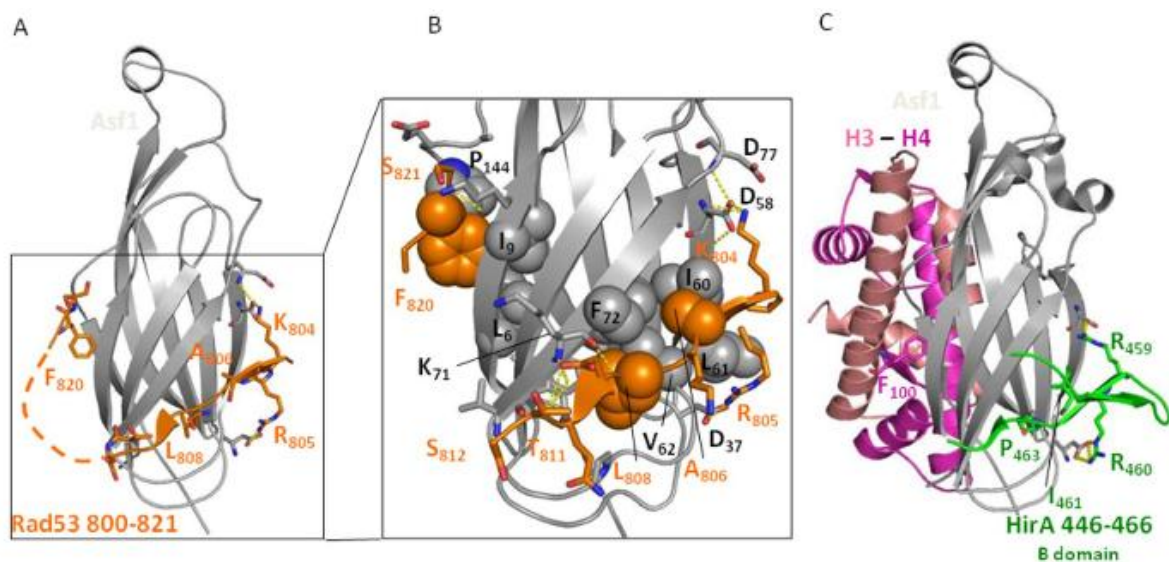 A
Asf1
K804
A806
F820
L808
R805
Rad53 800-821
B
D77
P144
S821
D58
K804
I9
I60
F820
F72
L6
L61
K71
R805
V62
D37
S812
T811
L808
A806
C
Asf1
H3 – H4
R459
F100
P463
R460
I461
HirA 446-466
B domain